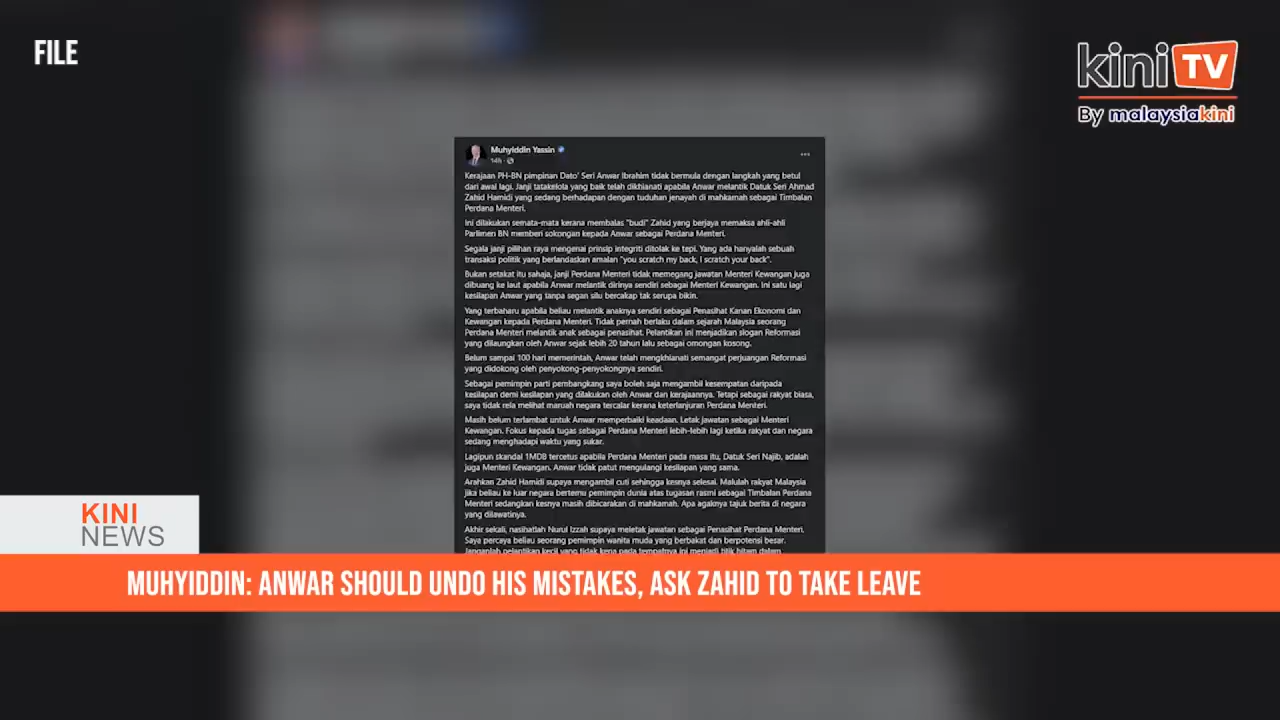 FILE
kini TV
By malaysiakini
Muhyiddin Yassin
14h
Kerajaan PH-BN pimpinan Dato' Seri Anwar Ibrahim tidak bermula dengan langkah yang betul
dari awal lagi. Janji tatakelola yang baik telah dikhianati apabila Anwar melantik Datuk Seri Ahmad
Zahid Hamidi yang sedang berhadapan dengan tuduhan jenayah di mahkamah sebagai Timbalan
Perdana Menteri.
Ini dilakukan semata-mata kerana membalas "budi" Zahid yang berjaya memaksa ahli-ahli
Parlimen BN memberi sokongan kepada Anwar sebagai Perdana Menteri.
Segala janji pilihan raya mengenai prinsip integriti ditolak ke tepi. Yang ada hanyalah sebuah
transaksi politik yang berlandaskan amalan "you scratch my back, I scratch your back".
Bukan setakat itu sahaja, janji Perdana Menteri tidak memegang jawatan Menteri Kewangan juga
dibuang ke laut apabila Anwar melantik dirinya sendiri sebagai Menteri Kewangan. Ini satu lagi
kesilapan Anwar yang tanpa segan silu bercakap tak serupa bikin.
Yang terbaharu apabila beliau melantik anaknya sendiri sebagai Penasihat Kanan Ekonomi dan
Kewangan kepada Perdana Menteri. Tidak pernah berlaku dalam sejarah Malaysia seorang
Perdana Menteri melantik anak sebagai penasihat. Pelantikan ini menjadikan slogan Reformasi
yang dilaungkan oleh Anwar sejak lebih 20 tahun lalu sebagai omongan kosong.
Belum sampai 100 hari memerintah, Anwar telah mengkhianati semangat perjuangan Reformasi
yang didokong oleh penyokong-penyokongnya sendiri.
Sebagai pemimpin parti pembangkang saya boleh saja mengambil kesempatan daripada
kesilapan demi kesilapan yang dilakukan oleh Anwar dan kerajaannya. Tetapi sebagai rakyat biasa,
saya tidak rela melihat maruah negara tercalar kerana keterlanjuran Perdana Menteri.
Masih belum terlambat untuk Anwar memperbaiki keadaan. Letak jawatan sebagai Menteri
Kewangan. Fokus kepada tugas sebagai Perdana Menteri lebih-lebih lagi ketika rakyat dan negara
sedang menghadapi waktu yang sukar.
Lagipun skandal 1MDB tercetus apabila Perdana Menteri pada masa itu, Datuk Seri Najib, adalah
juga Menteri Kewangan. Anwar tidak patut mengulangi kesilapan yang sama.
Arahkan Zahid Hamidi supaya mengambil cuti sehingga kesnya selesai. Malulah rakyat Malaysia
jika beliau ke luar negara bertemu pemimpin dunia atas tugasan rasmi sebagai Timbalan Perdana
Menteri sedangkan kesnya masih dibicarakan di mahkamah. Apa agaknya tajuk berita di negara
yang dilawatinya.
Akhir sekali, nasihatlah Nurul Izzah supaya meletak jawatan sebagai Penasihat Perdana Menteri.
Saya percaya beliau seorang pemimpin wanita muda yang berbakat dan berpotensi besar.
Janganlah pelantikan kecil yang tidak kena pada tempatnya ini menjadi titik hitam dalam
KINI
NEWS
MUHYIDDIN: ANWAR SHOULD UNDO HIS MISTAKES, ASK ZAHID TO TAKE LEAVE